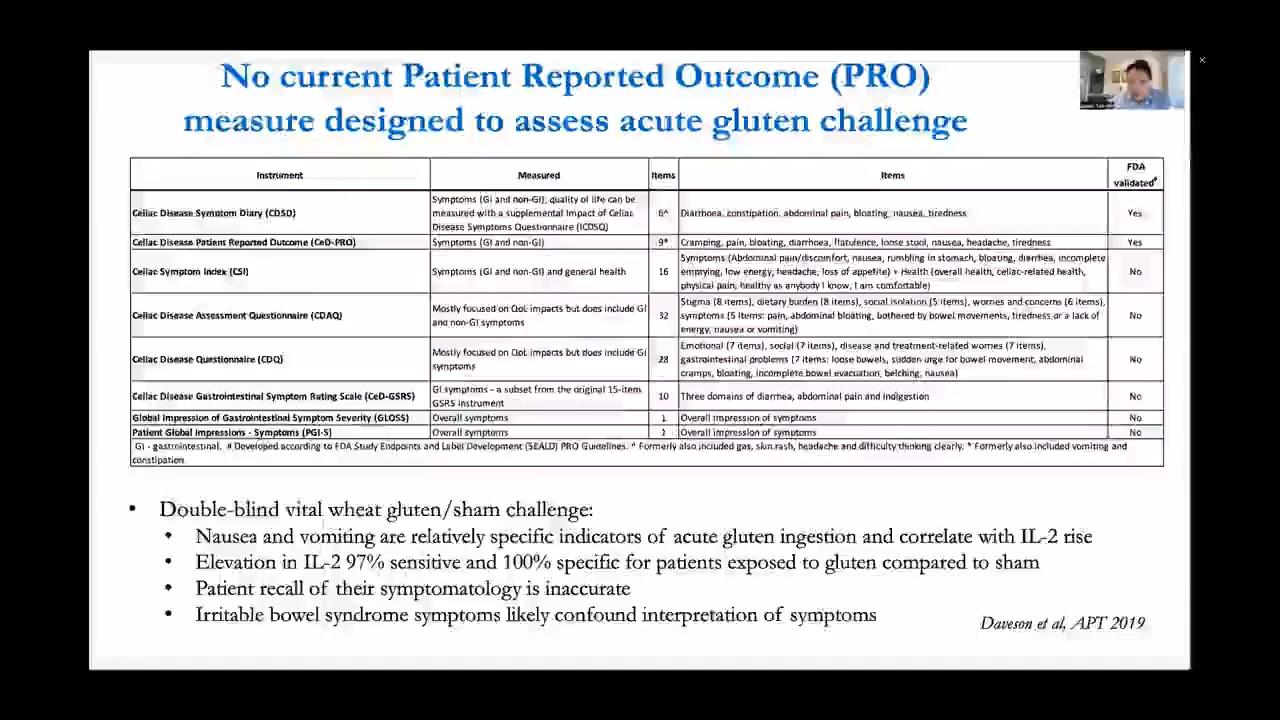 No current Patient Reported Outcome (PRO)
measure designed to assess acute gluten challenge
Instrument Measured Items Items FDA validated#
Celiac Disease Symptom Diary (CDSD)
Symptoms (GI and non-GI), quality of life can be
measured with a supplemental Impact of Celiac
Disease Symptoms Questionnaire (ICDSQ)
6^
Diarrhoea, constipation, abdominal pain, bloating, nausea, tiredness
Yes
Celiac Disease Patient Reported Outcome (CeD-PRO)
Symptoms (GI and non-GI)
9*
Cramping, pain, bloating, diarrhoea, flatulence, loose stool, nausea, headache, tiredness
Yes
Celiac Symptom Index (CSI)
Symptoms (GI and non-GI) and general health
16
Symptoms (Abdominal pain/discomfort, nausea, rumbling in stomach, bloating, diarrhea, incomplete
emptying, low energy, headache, loss of appetite) + Health (overall health, celiac-related health,
physical pain, healthy as anybody I know, I am comfortable)
No
Celiac Disease Assessment Questionnaire (CDAQ)
Mostly focused on QoL impacts but does include GI
and non-GI symptoms
32
Stigma (8 items), dietary burden (8 items), social isolation (5 items), worries and concerns (6 items),
symptoms (5 items: pain, abdominal bloating, bothered by bowel movements, tiredness or a lack of
energy, nausea or vomiting)
No
Celiac Disease Questionnaire (CDQ)
Mostly focused on QoL impacts but does include GI
symptoms
28
Emotional (7 items), social (7 items), disease and treatment-related worries (7 items),
gastrointestinal problems (7 items: loose bowels, sudden urge for bowel movement, abdominal
cramps, bloating, incomplete bowel evacuation, belching, nausea)
No
Celiac Disease Gastrointestinal Symptom Rating Scale (CeD-GSRS)
GI symptoms - a subset from the original 15-item
GSRS instrument
10
Three domains of diarrhea, abdominal pain and indigestion
No
Global Impression of Gastrointestinal Symptom Severity (GLOSS)
Overall symptoms
1
Overall impression of symptoms
No
Patient Global Impressions - Symptoms (PGI-S)
Overall symptoms
1
Overall impression of symptoms
No
GI - gastrointestinal. # Developed according to FDA Study Endpoints and Label Development (SEALD) PRO Guidelines. ^ Formerly also included gas, skin rash, headache and difficulty thinking clearly. * Formerly also included vomiting and
constipation
• Double-blind vital wheat gluten/sham challenge:
• Nausea and vomiting are relatively specific indicators of acute gluten ingestion and correlate with IL-2 rise
• Elevation in IL-2 97% sensitive and 100% specific for patients exposed to gluten compared to sham
• Patient recall of their symptomatology is inaccurate
• Irritable bowel syndrome symptoms likely confound interpretation of symptoms
Daveson et al, APT 2019